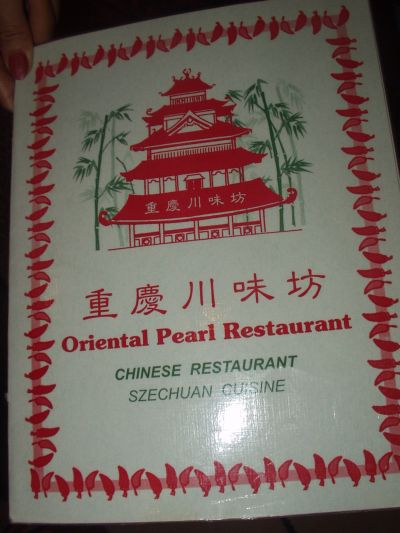 重慶川味坊
重慶川味坊
Oriental Pearl Restaurant
CHINESE RESTAURANT
SZECHUAN CUISINE